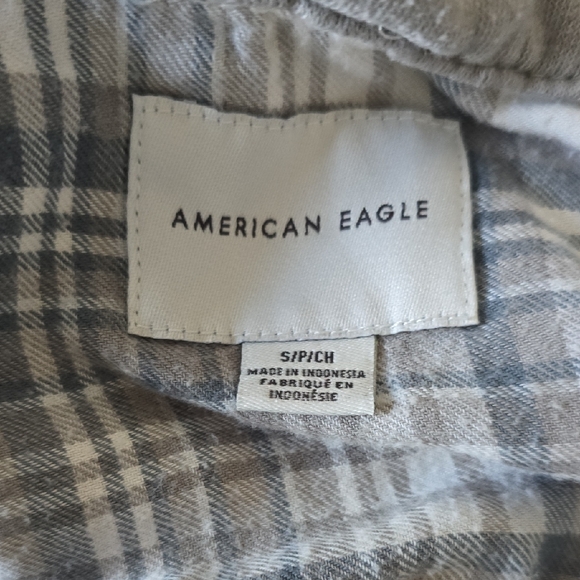 AMERICAN EAGLE
S/P/CH
MADE IN INDONESIA
FABRIQUÉ EN
INDONÉSIE